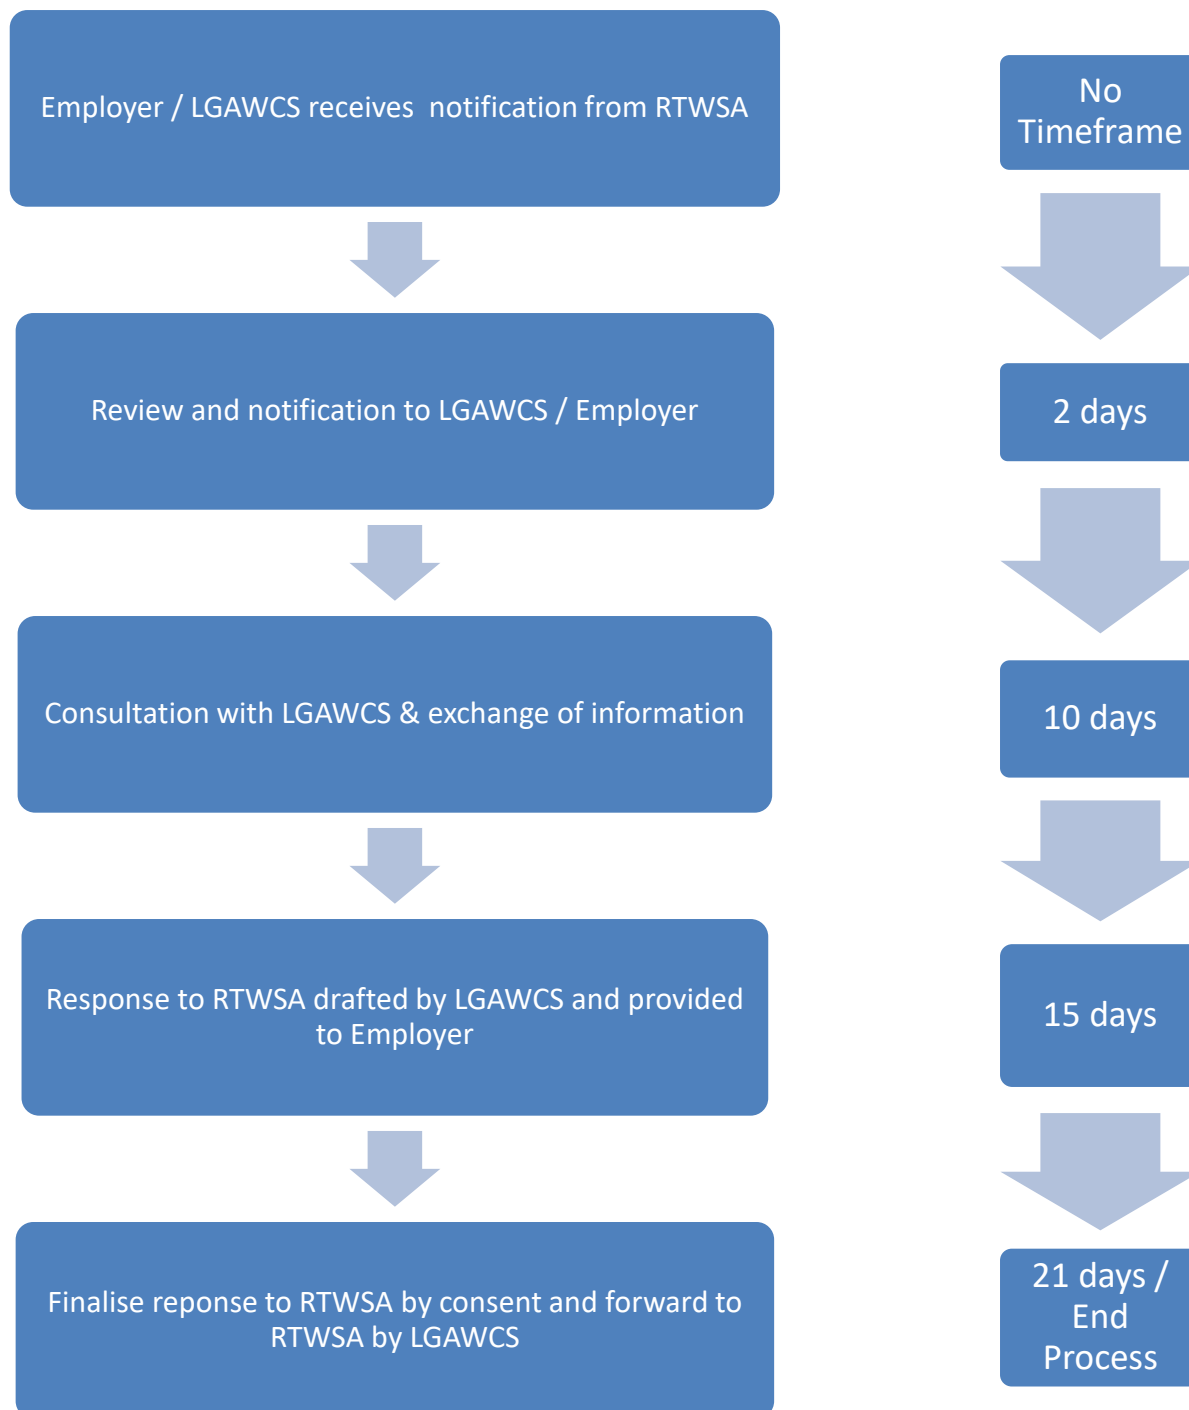 Employer / LGAWCS receives  notification from RTWSA
No
Timeframe
Review and notification to LGAWCS / Employer
2 days
Consultation with LGAWCS & exchange of information
10 days
Response to RTWSA drafted by LGAWCS and provided
to Employer
15 days
Finalise reponse to RTWSA by consent and forward to
RTWSA by LGAWCS
21 days /
End
Process